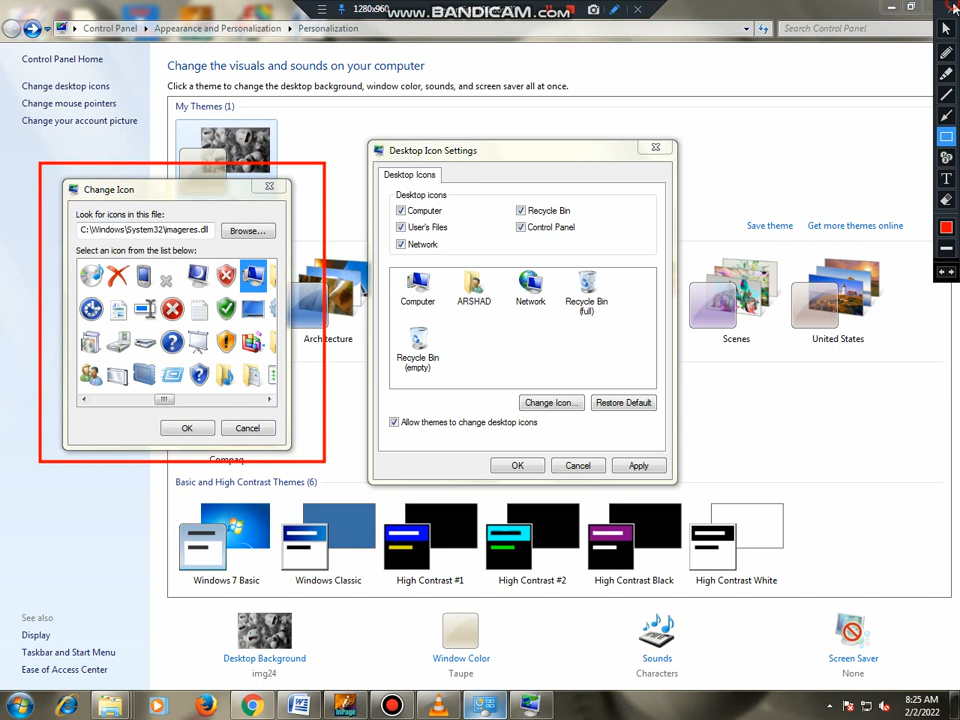 1280x960
www.BANDICAM.com
Control Panel
Appearance and Personalization
Personalization
Search Control Panel
Control Panel Home
Change desktop icons
Change mouse pointers
Change your account picture
Change the visuals and sounds on your computer
Click a theme to change the desktop background, window color, sounds, and screen saver all at once.
My Themes (1)
Save theme
Get more themes online
Change Icon
Look for icons in this file:
C:\Windows\System32\imageres.dll
Browse...
Select an icon from the list below:
OK
Cancel
Desktop Icon Settings
Desktop Icons
Desktop icons
Computer
Recycle Bin
User's Files
Control Panel
Network
Computer
ARSHAD
Network
Recycle Bin
(full)
Recycle Bin
(empty)
Change Icon...
Restore Default
Allow themes to change desktop icons
OK
Cancel
Apply
Architecture
Scenes
United States
Compaq
Basic and High Contrast Themes (6)
Windows 7 Basic
Windows Classic
High Contrast #1
High Contrast #2
High Contrast Black
High Contrast White
See also
Display
Taskbar and Start Menu
Ease of Access Center
Desktop Background
img24
Window Color
Taupe
Sounds
Characters
Screen Saver
None
8:25 AM
2/2/2022